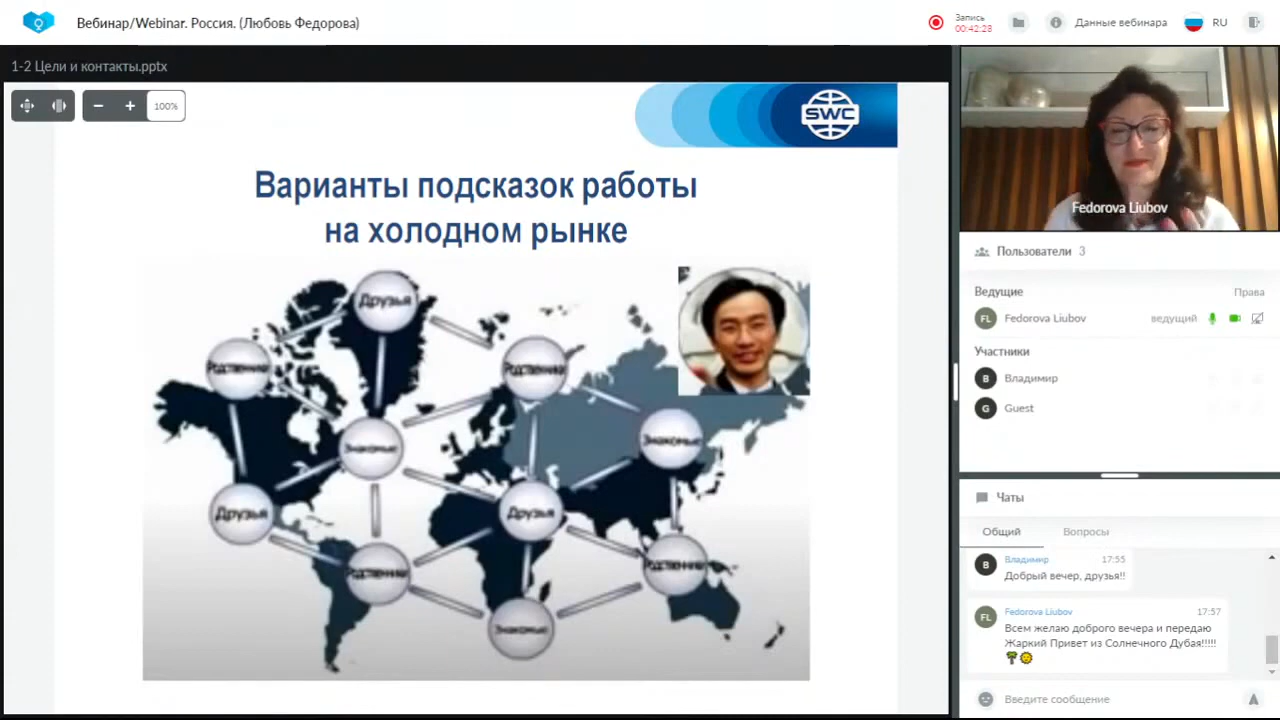 Вебинар/Webinar. Россия. (Любовь Федорова)
Запись
00:42:28
Данные вебинара
RU
1-2 Цели и контакты.pptx
100%
SWC
Варианты подсказок работы
на холодном рынке
Друзья
Родственники
Родственники
Знакомые
Знакомые
Друзья
Друзья
Родственники
Родственники
Знакомые
Fedorova Liubov
Пользователи 3
Ведущие
Права
FL
Fedorova Liubov
ведущий
Участники
В
Владимир
G
Guest
Чаты
Общий
Вопросы
В
Владимир
17:55
Добрый вечер, друзья!!
FL
Fedorova Liubov
17:57
Всем желаю доброго вечера и передаю
Жаркий Привет из Солнечного Дубая!!!!!
Введите сообщение